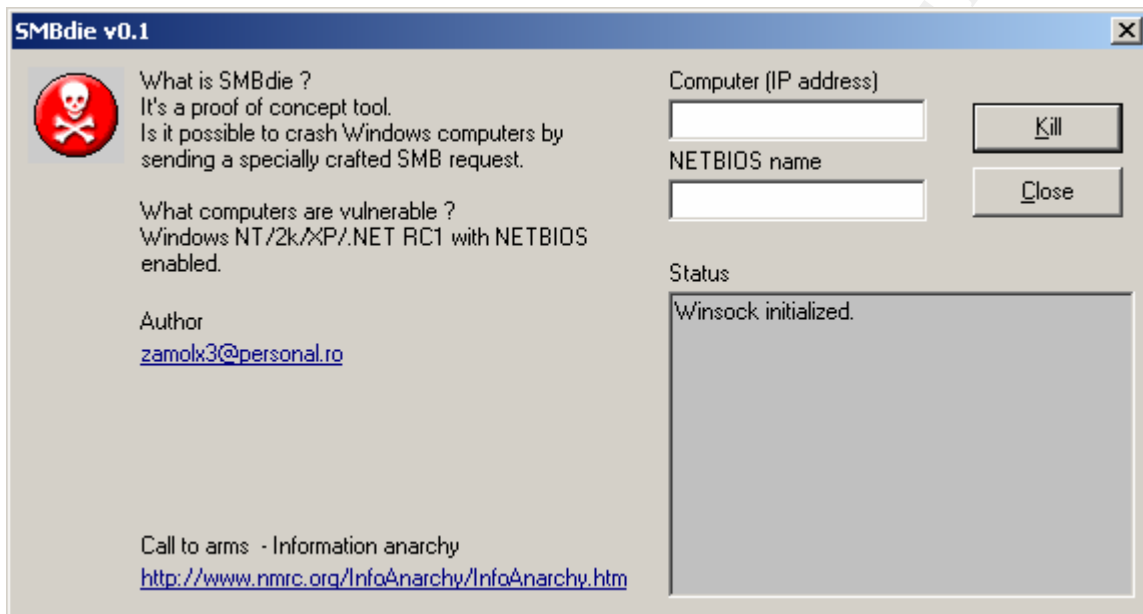 SMBdie v0.1
What is SMBdie ?
It's a proof of concept tool.
Is it possible to crash Windows computers by
sending a specially crafted SMB request.
What computers are vulnerable ?
Windows NT/2k/XP/.NET RC1 with NETBIOS
enabled.
Author
zamolx3@personal.ro
Call to arms - Information anarchy
http://www.nmrc.org/InfoAnarchy/InfoAnarchy.htm
Computer (IP address)
NETBIOS name
Kill
Close
Status
Winsock initialized.